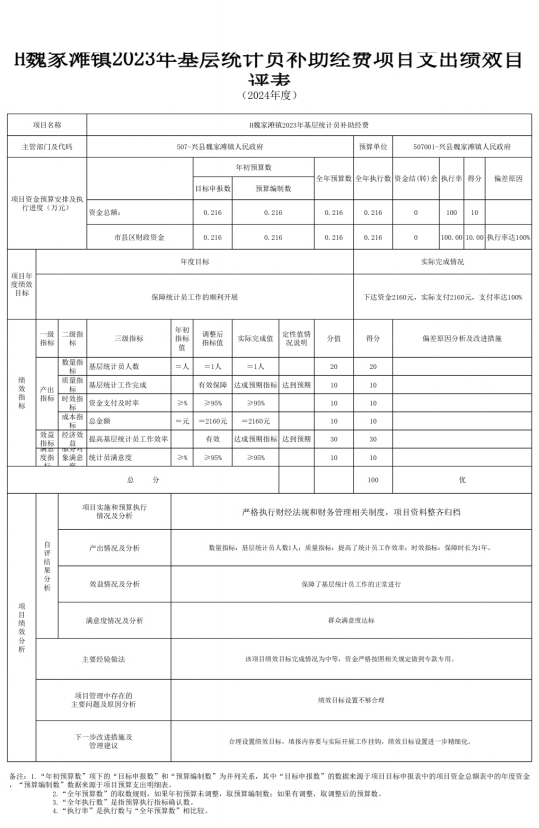 H魏家滩镇2023年基层统计员补助经费项目支出绩效自
评表
（2024年度）
项目名称 H魏家滩镇2023年基层统计员补助经费
主管部门及代码 507-兴县魏家滩镇人民政府 预算单位 507001-兴县魏家滩镇人民政府
项目资金预算安排及执行进度（万元） 年初预算数 全年预算数 全年执行数 资金结(转)余 执行率 得分 偏差原因
目标申报数 预算编制数
资金总额： 0.216 0.216 0.216 0.216 0 100 10
市县区财政资金 0.216 0.216 0.216 0.216 0 100.00 10.00 执行率达100%
项目年度绩效目标 年度目标 实际完成情况
保障统计员工作的顺利开展 下达资金2160元，实际支付2160元，支付率达100%
绩效指标 一级指标 二级指标 三级指标 年初指标值 调整后指标值 实际完成值 定性值情况说明 分值 得分 偏差原因分析及改进措施
产出指标 数量指标 基层统计员人数 ＝人 ＝1人 ＝1人 20 20
质量指标 基层统计工作完成 有效保障 达成预期指标 达到预期 10 10
时效指标 资金支付及时率 ≥% ≥95% ≥95% 10 10
成本指标 总金额 ＝元 ＝2160元 ＝2160元 10 10
效益指标 经济效益 提高基层统计员工作效率 有效 达成预期指标 达到预期 30 30
满意度指标 服务对象满意度 统计员满意度 ≥% ≥95% ≥95% 10 10
总 分 100 优
项目绩效分析 自评结果分析 项目实施和预算执行情况及分析 严格执行财经法规和财务管理相关制度，项目资料整齐归档
产出情况及分析 数量指标：基层统计员人数1人；质量指标：提高了统计员工作效率；时效指标：保障时长为1年。
效益情况及分析 保障了基层统计员工作的正常进行
满意度情况及分析 群众满意度达标
主要经验做法 该项目绩效目标完成情况为中等，资金严格按照相关规定做到专款专用。
项目管理中存在的主要问题及原因分析 绩效目标设置不够合理
下一步改进措施及管理建议 合理设置绩效目标，填报内容要与实际开展工作挂钩，绩效目标设置进一步精细化。
备注：1.“年初预算数”项下的“目标申报数”和“预算编制数”为并列关系，其中“目标申报数”的数据来源于项目目标申报表中的项目资金总额表中的年度资金
，“预算编制数”数据来源于项目预算支出明细表。
2.“全年预算数”的取数规则，如果年初预算未调整，取预算编制数；如果有调整，取调整后的预算数。
3.“全年执行数”是指预算执行指标确认数。
4.“执行率”是执行数与“全年预算数”相比较。